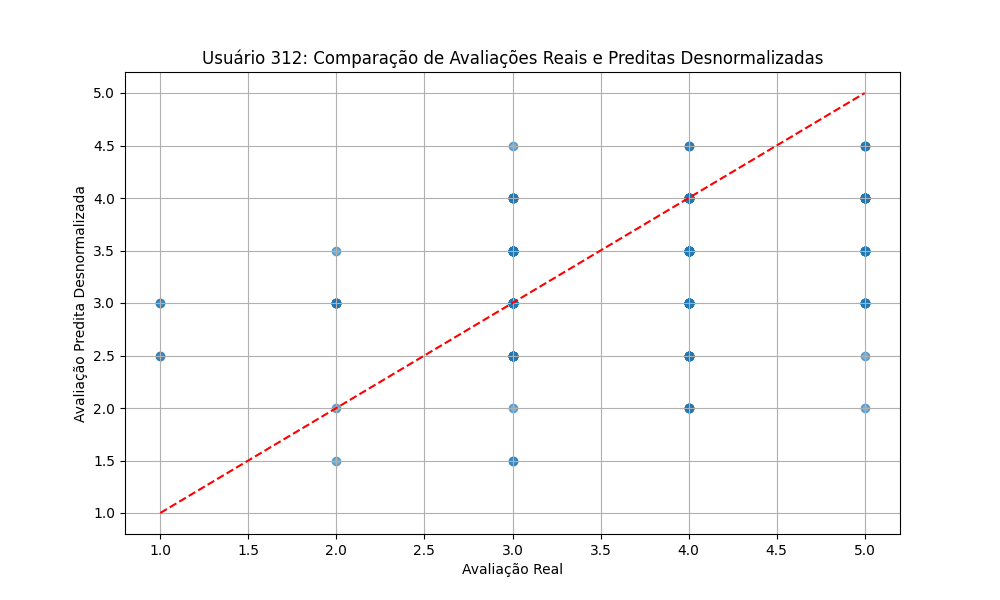 Usuário 312: Comparação de Avaliações Reais e Preditas Desnormalizadas
Avaliação Predita Desnormalizada
5.0
4.5
4.0
3.5
3.0
2.5
2.0
1.5
1.0
1.0 1.5 2.0 2.5 3.0 3.5 4.0 4.5 5.0
Avaliação Real